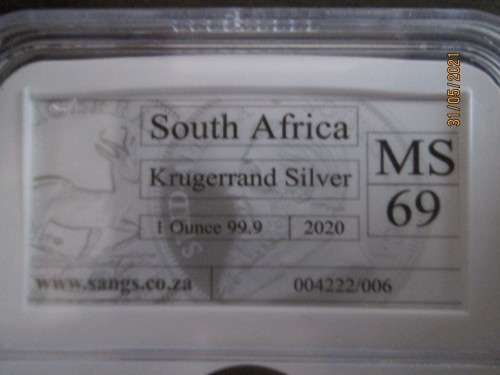 South Africa
Krugerrand Silver
1 Ounce 99.9
2020
MS
69
www.sangs.co.za
004222/006
31/05/2021